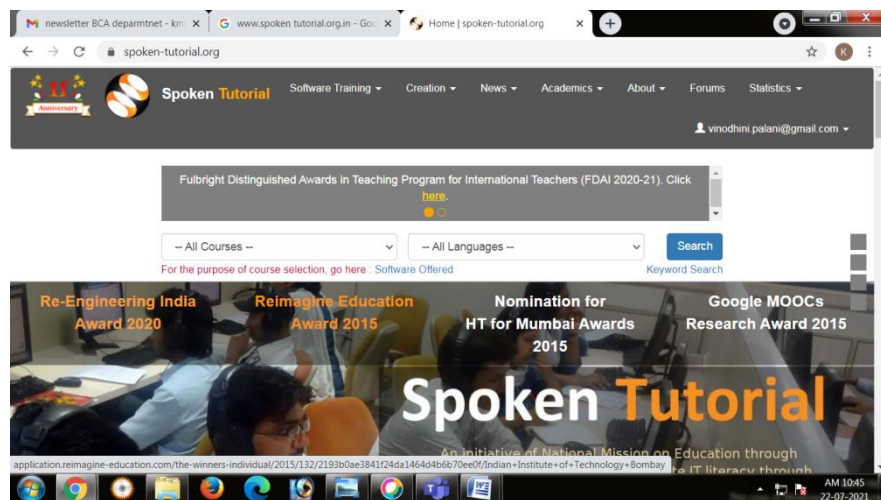 newsletter BCA deparmtnet - km
www.spoken tutorial.org.in - Goo
Home | spoken-tutorial.org
spoken-tutorial.org
K
11
Anniversary
Spoken Tutorial
Software Training
Creation
News
Academics
About
Forums
Statistics
vinodhini.palani@gmail.com
Fulbright Distinguished Awards in Teaching Program for International Teachers (FDAI 2020-21). Click
here.
-- All Courses --
-- All Languages --
Search
For the purpose of course selection, go here : Software Offered
Keyword Search
Re-Engineering India
Award 2020
Reimagine Education
Award 2015
Nomination for
HT for Mumbai Awards
2015
Google MOOCs
Research Award 2015
Spoken Tutorial
An initiative of National Mission on Education through
te IT literacy through
application.reimagine-education.com/the-winners-individual/2015/132/2193b0ae3841f24da1464d4b6b70ee0f/Indian+Institute+of+Technology+Bombay
AM 10:45
22-07-2021